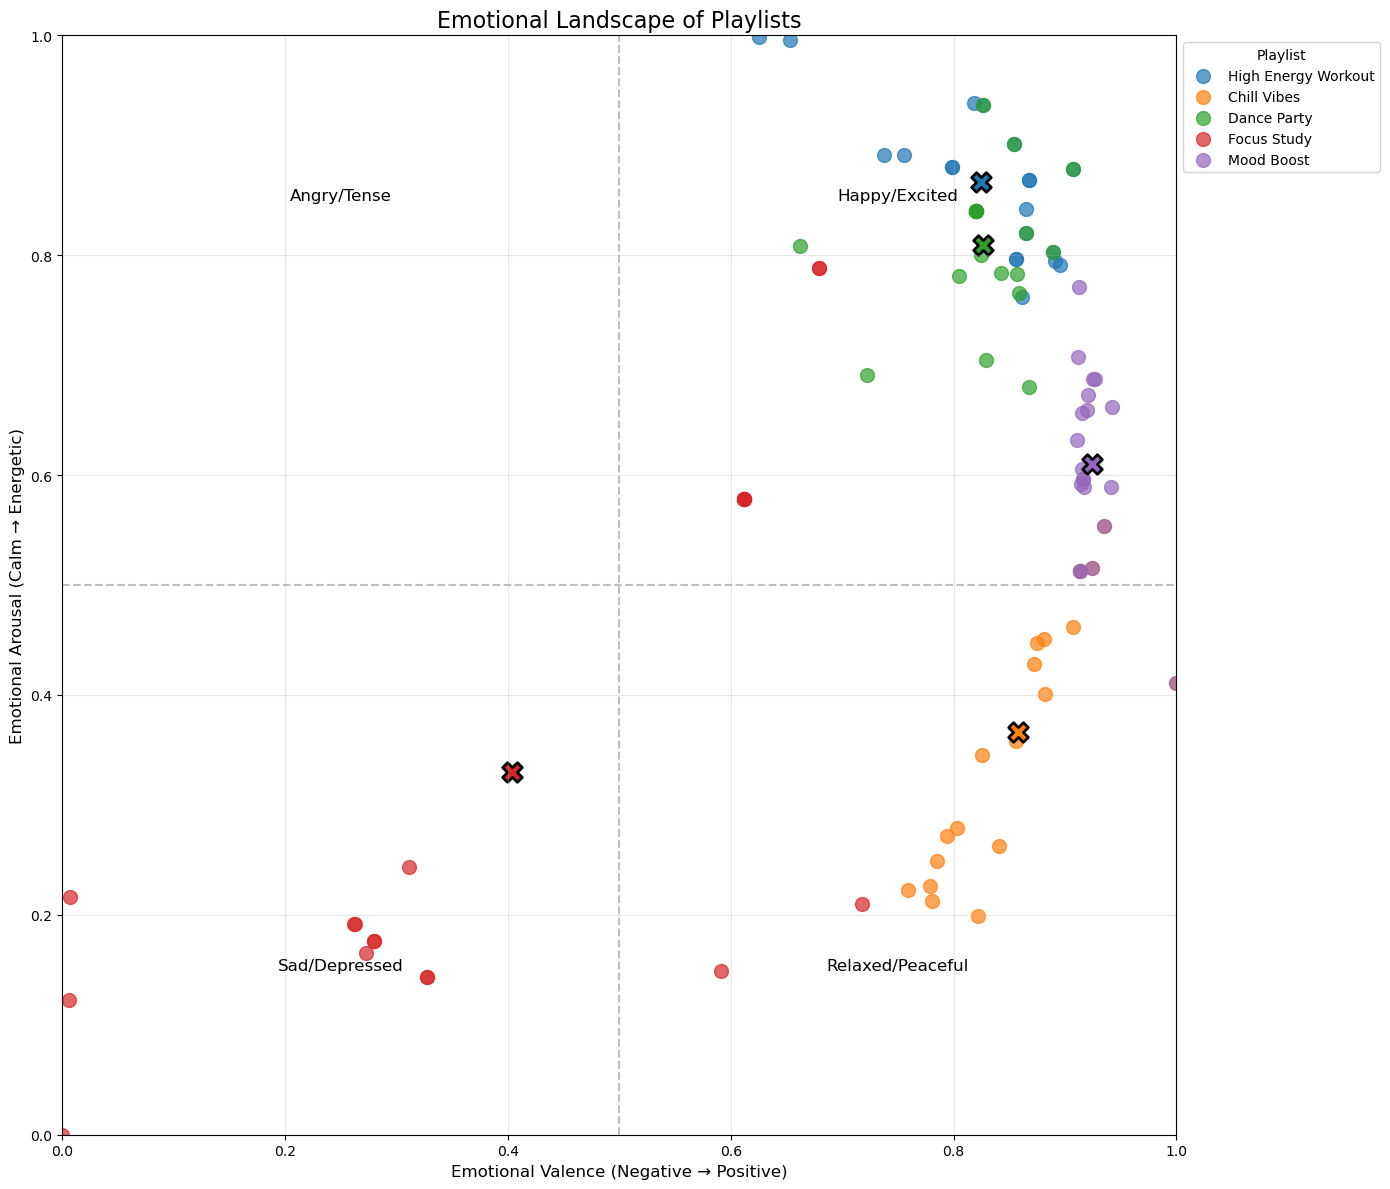 Emotional Landscape of Playlists
Emotional Arousal (Calm → Energetic)
1.0
0.8
0.6
0.4
0.2
0.0
Angry/Tense
Happy/Excited
Sad/Depressed
Relaxed/Peaceful
0.0
0.2
0.4
0.6
0.8
1.0
Emotional Valence (Negative → Positive)
Playlist
High Energy Workout
Chill Vibes
Dance Party
Focus Study
Mood Boost